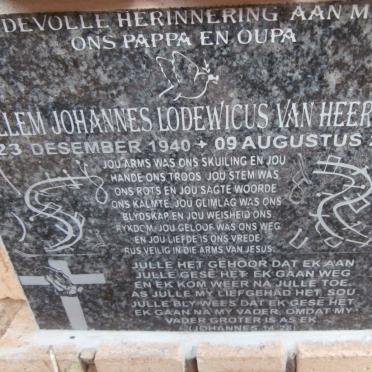 DEVOLLE HERINNERING AAN M
ONS PAPPA EN OUPA
LLEM JOHANNES LODEWICUS VAN HEER
23 DESEMBER 1940 + 09 AUGUSTUS 2
JOU ARMS WAS ONS SKUILING EN JOU
HANDE ONS TROOS. JOU STEM WAS
ONS ROTS EN JOU SAGTE WOORDE
ONS KALMTE. JOU GLIMLAG WAS ONS
BLYDSKAP EN JOU WEISHEID ONS
RYKDOM. JOU GELOOF WAS ONS WEG
EN JOU LIEFDE IS ONS VREDE.
RUS VEILIG IN DIE ARMS VAN JESUS.
JULLE HET GEHOOR DAT EK AAN
JULLE GESE HET EK GAAN WEG
EN EK KOM WEER NA JULLE TOE.
AS JULLE MY LIEFGEHAD HET SOU
JULLE BLY WEES DAT EK GESE HET
EK GAAN NA MY VADER, OMDAT MY
VADER GROTER IS AS EK.
(JOHANNES 14:28)